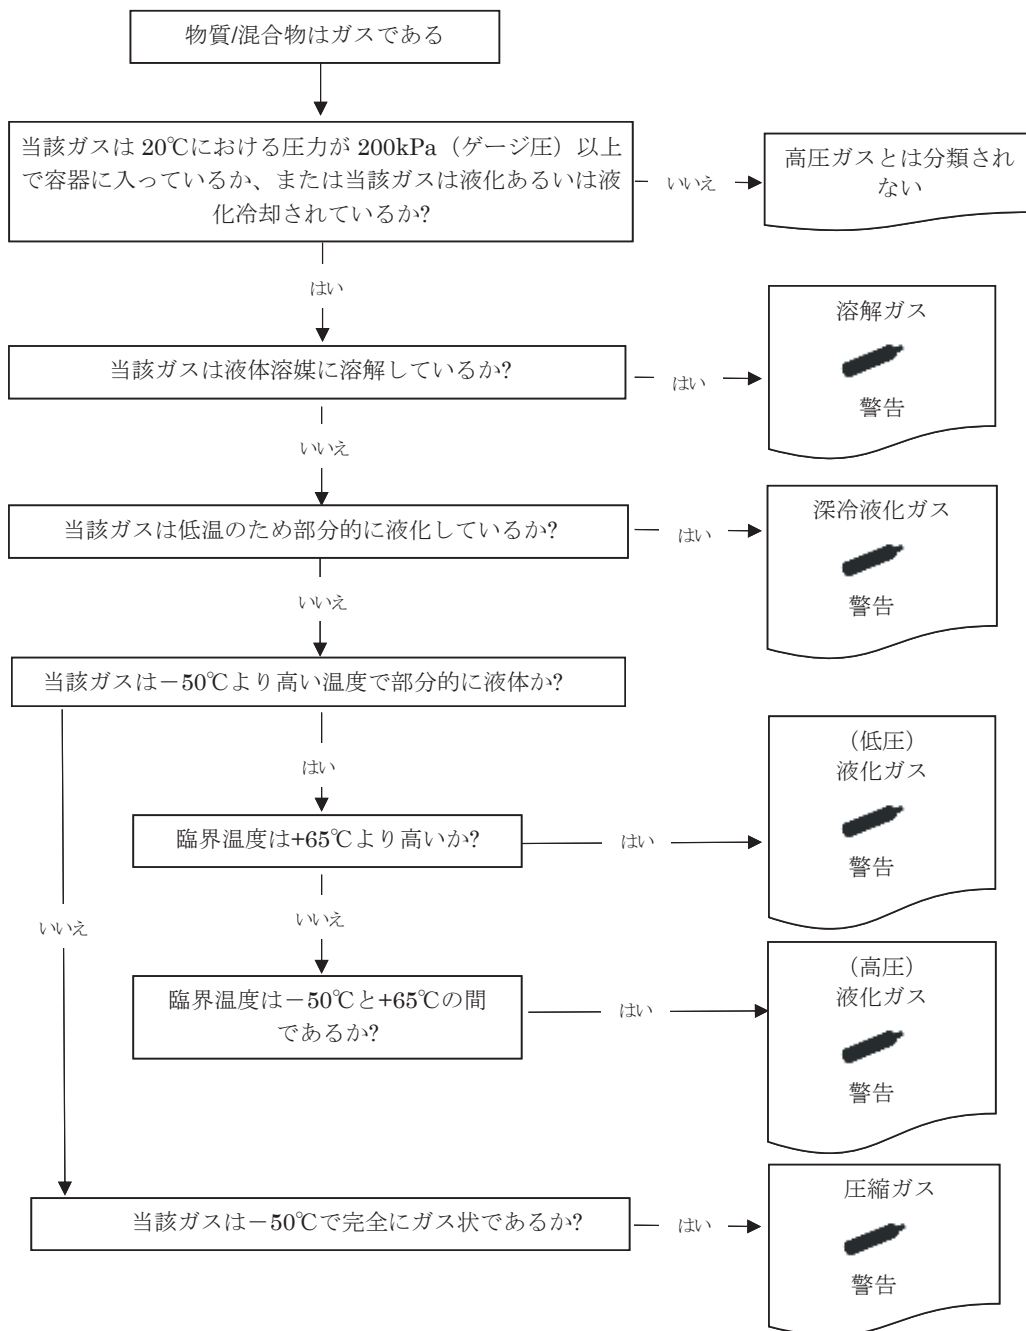 物質/混合物はガスである
当該ガスは 20℃における圧力が 200kPa（ゲージ圧）以上
で容器に入っているか、または当該ガスは液化あるいは液
化冷却されているか?
いいえ
高圧ガスとは分類され
ない
はい
当該ガスは液体溶媒に溶解しているか?
はい
溶解ガス
警告
いいえ
当該ガスは低温のため部分的に液化しているか?
はい
深冷液化ガス
警告
いいえ
当該ガスは－50℃より高い温度で部分的に液体か?
はい
臨界温度は+65℃より高いか?
はい
（低圧）
液化ガス
警告
いいえ
いいえ
臨界温度は－50℃と+65℃の間
であるか?
はい
（高圧）
液化ガス
警告
当該ガスは－50℃で完全にガス状であるか?
はい
圧縮ガス
警告